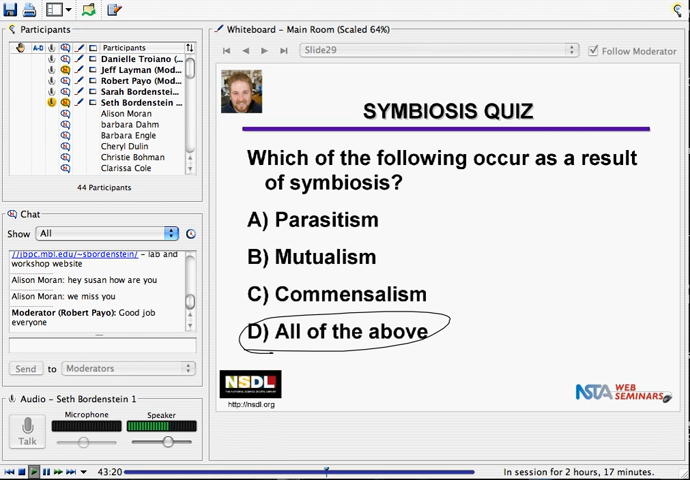 Participants
Whiteboard - Main Room (Scaled 64%)
Slide29
Follow Moderator
Participants
Danielle Troiano (...
Jeff Layman (Mod...
Robert Payo (Mod...
Sarah Bordenstei...
Seth Bordenstein ...
Alison Moran
barbara Dahm
Barbara Engle
Cheryl Dulin
Christie Bohman
Clarissa Cole
44 Participants
Chat
Show All
//jbpc.mbl.edu/~sbordenstein/ - lab and
workshop website
Alison Moran: hey susan how are you
Alison Moran: we miss you
Moderator (Robert Payo): Good job
everyone
Send to Moderators
Audio - Seth Bordenstein 1
Microphone Speaker
Talk
SYMBIOSIS QUIZ
Which of the following occur as a result
of symbiosis?
A) Parasitism
B) Mutualism
C) Commensalism
D) All of the above
NSDL
http://nsdl.org
NSTA WEB
SEMINARS
43:20
In session for 2 hours, 17 minutes.